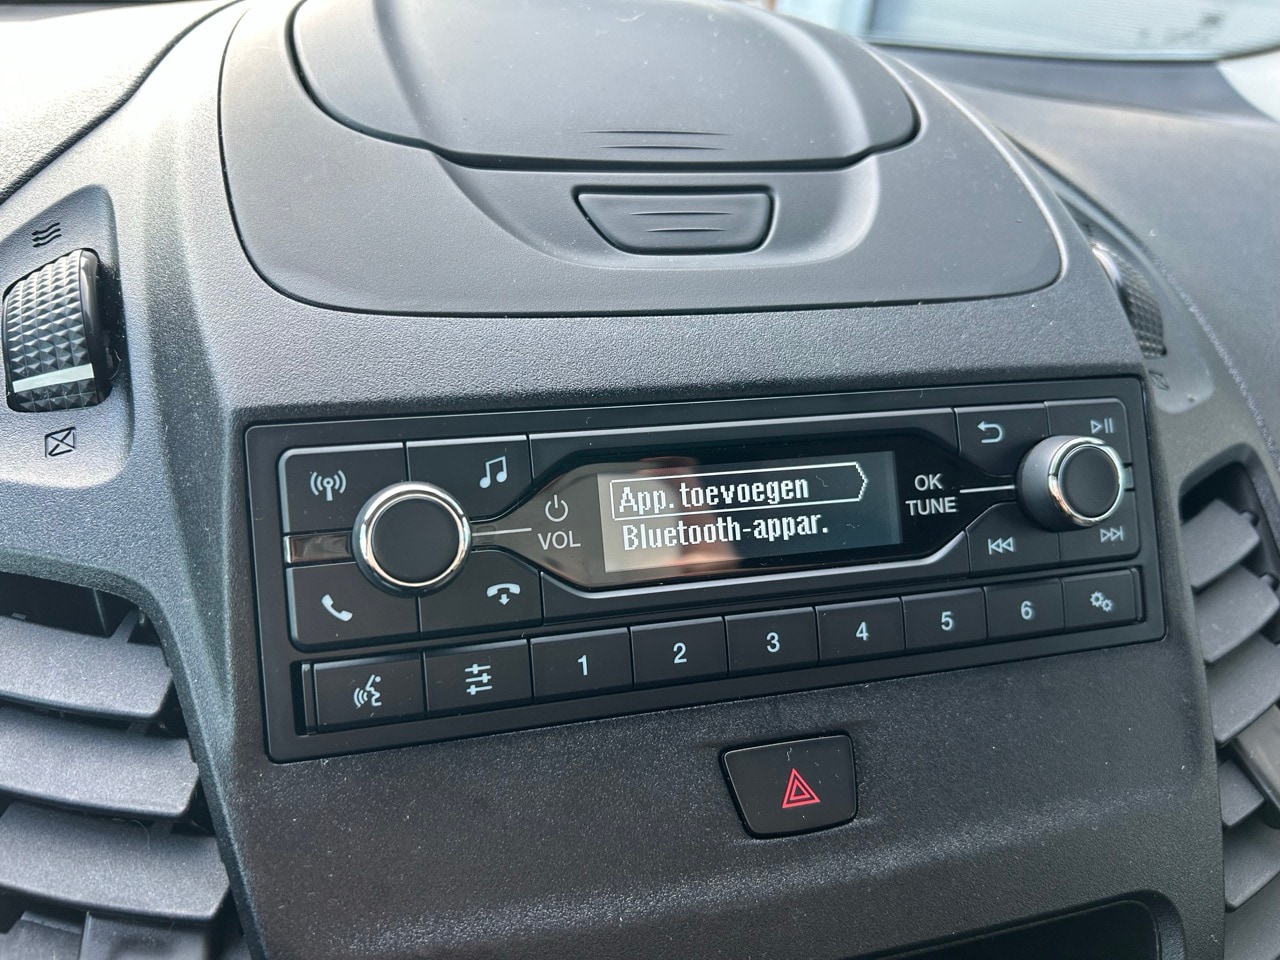 App. toevoegen
Bluetooth-appar.
VOL
OK
TUNE
1 2 3 4 5 6